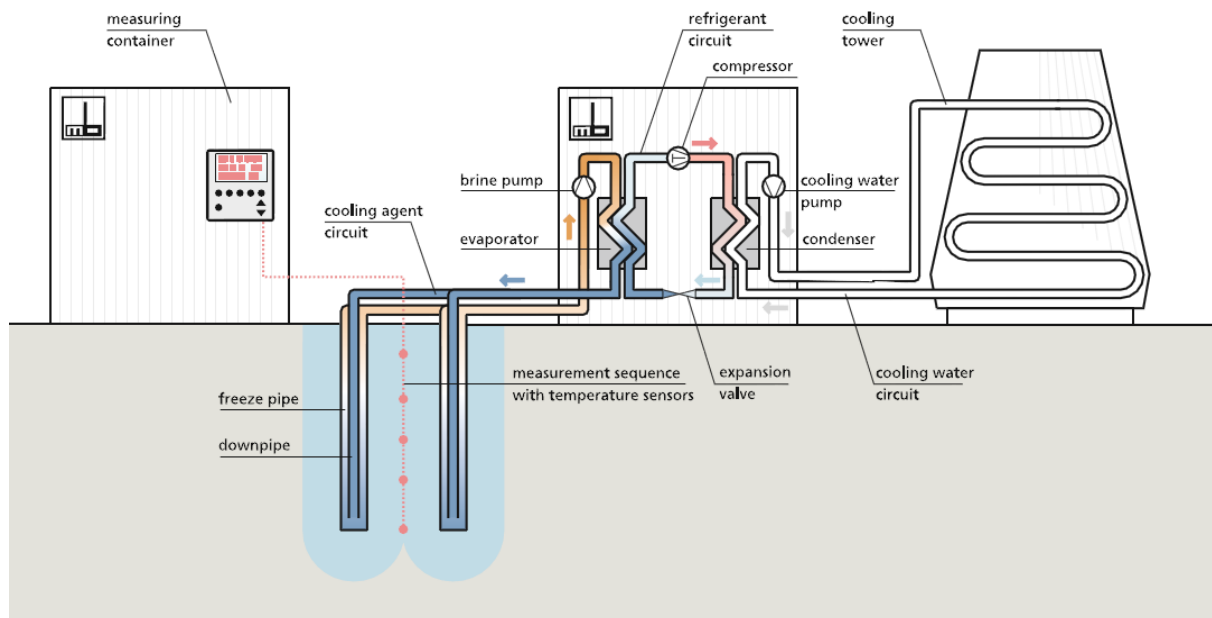 measuring
container
refrigerant
circuit
compressor
cooling
tower
brine pump
cooling water
pump
cooling agent
circuit
evaporator
condenser
measurement sequence
with temperature sensors
expansion
valve
cooling water
circuit
freeze pipe
downpipe